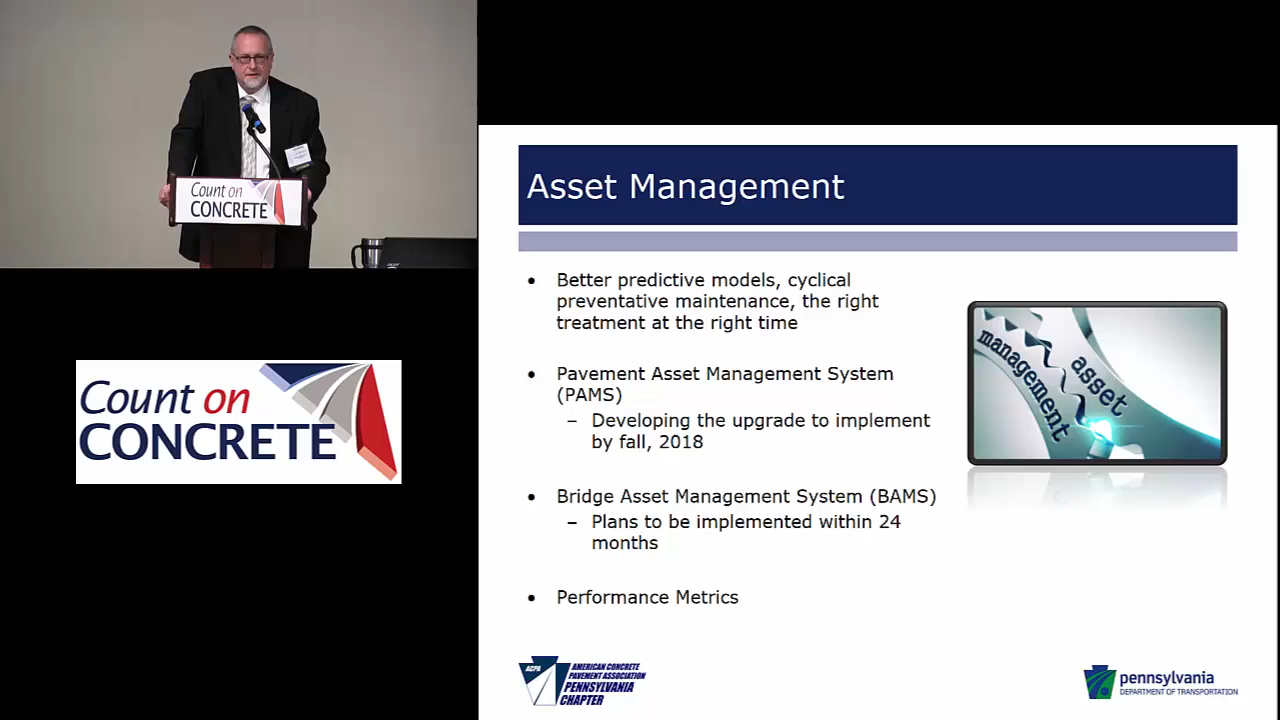 Count on
CONCRETE
Count on
CONCRETE
Asset Management
• Better predictive models, cyclical
preventative maintenance, the right
treatment at the right time
• Pavement Asset Management System
(PAMS)
– Developing the upgrade to implement
by fall, 2018
• Bridge Asset Management System (BAMS)
– Plans to be implemented within 24
months
• Performance Metrics
management
asset
ACPA
AMERICAN CONCRETE
PAVEMENT ASSOCIATION
PENNSYLVANIA
CHAPTER
pennsylvania
DEPARTMENT OF TRANSPORTATION